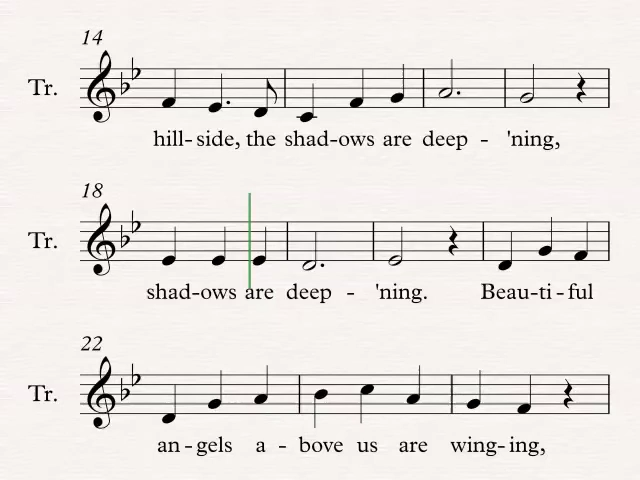 14
Tr.
hill- side, the shad-ows are deep - 'ning,
18
Tr.
shad-ows are deep - 'ning. Beau-ti-ful
22
Tr.
an-gels a - bove us are wing-ing,